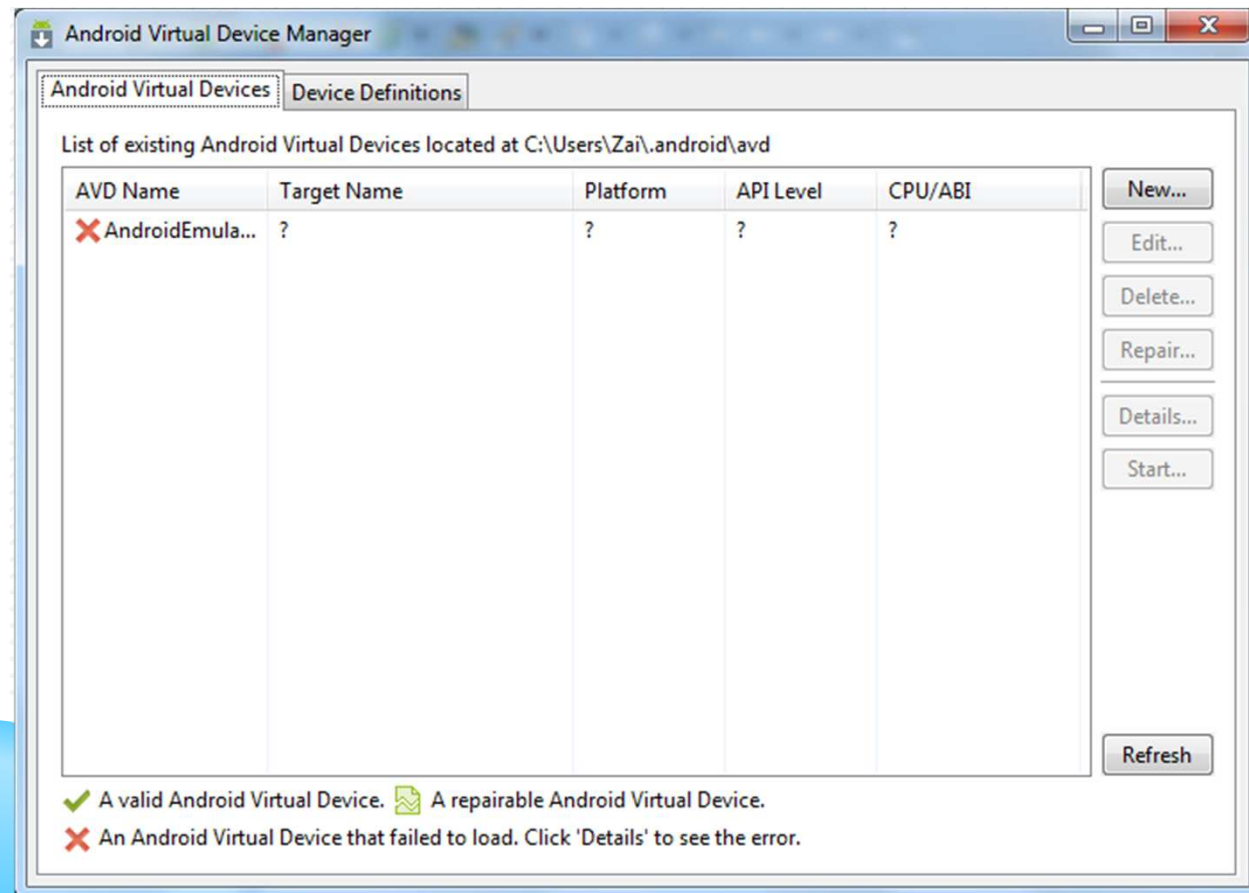 Android Virtual Device Manager
Android Virtual Devices Device Definitions
List of existing Android Virtual Devices located at C:\Users\Zai\.android\avd
AVD Name Target Name Platform API Level CPU/ABI
AndroidEmula... ? ? ? ?
New...
Edit...
Delete...
Repair...
Details...
Start...
Refresh
A valid Android Virtual Device. A repairable Android Virtual Device.
An Android Virtual Device that failed to load. Click 'Details' to see the error.